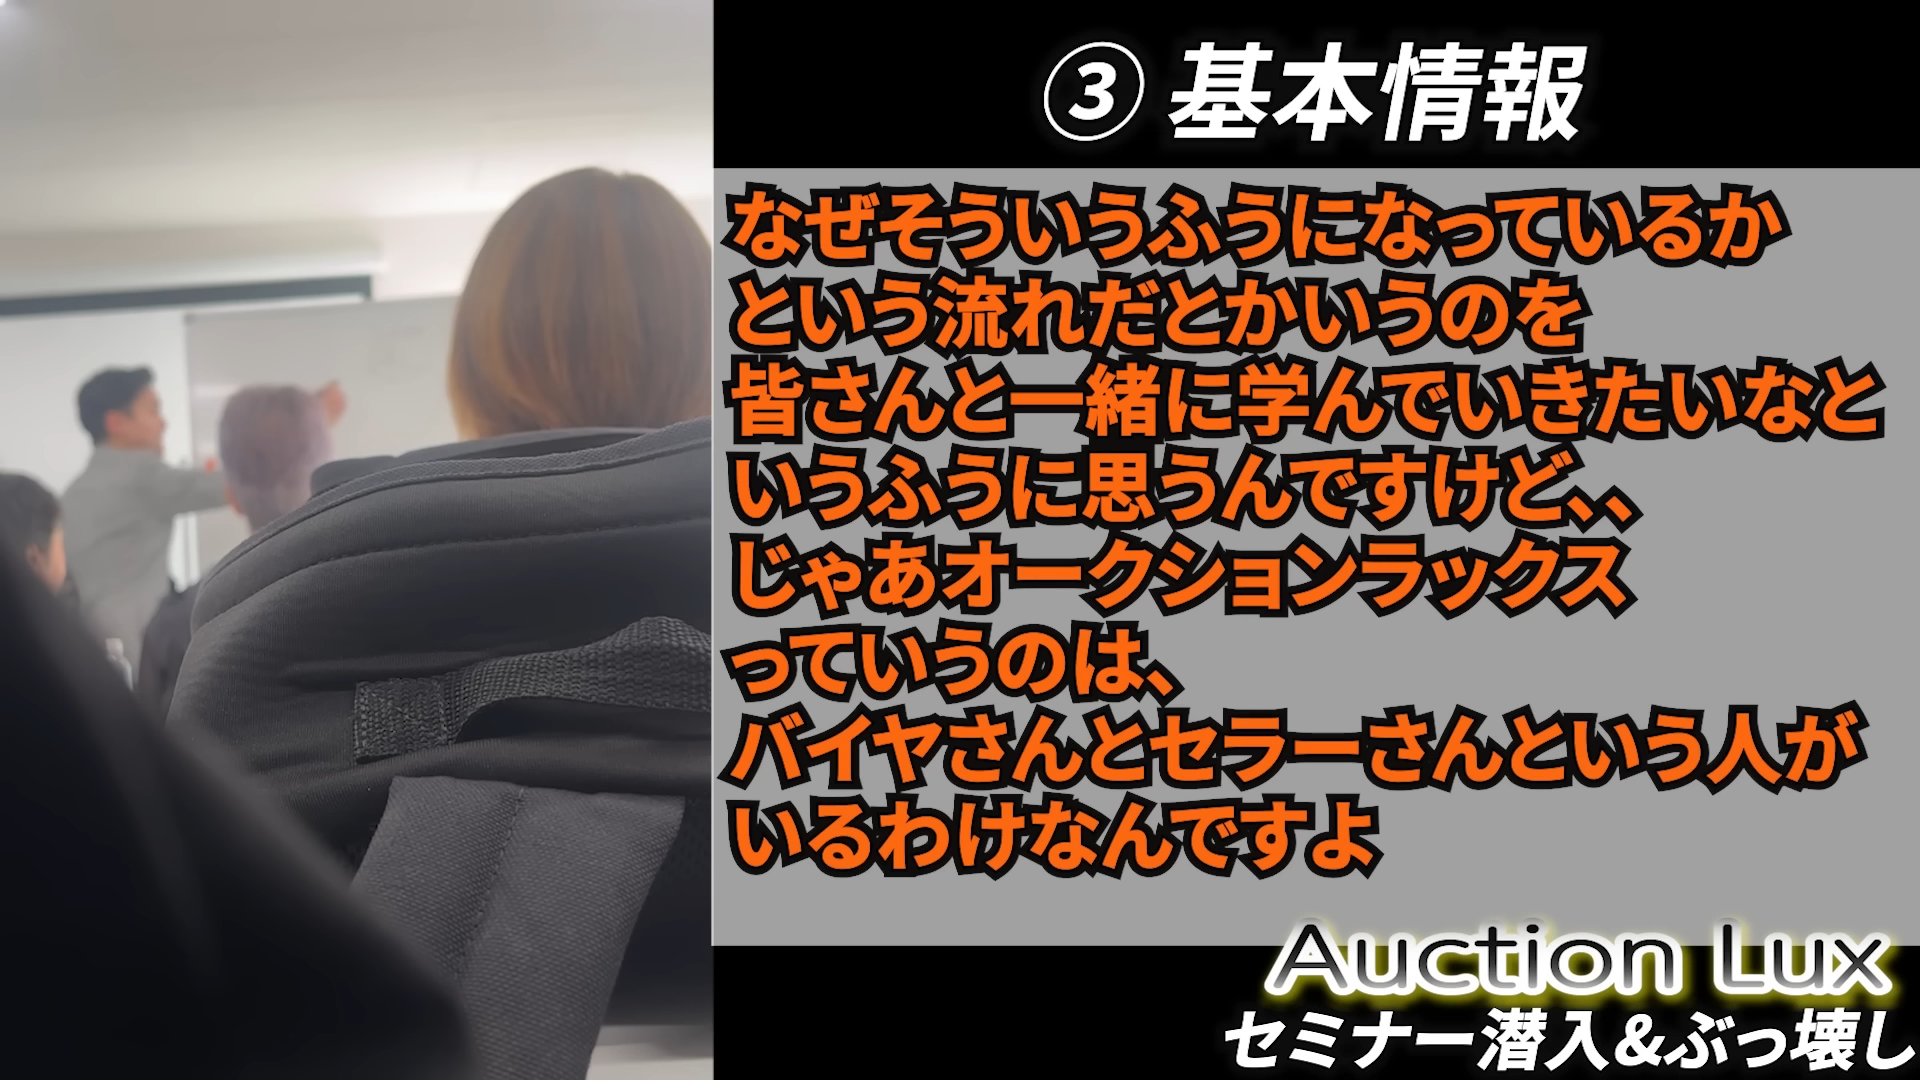 ③ 基本情報
なぜそういうふうになっているか
という流れだとかいうのを
皆さんと一緒に学んでいきたいなと
いうふうに思うんですけど、、
じゃあオークションラックス
っていうのは、
バイヤさんとセラーさんという人が
いるわけなんですよ
Auction Lux
セミナー潜入&ぶっ壊し